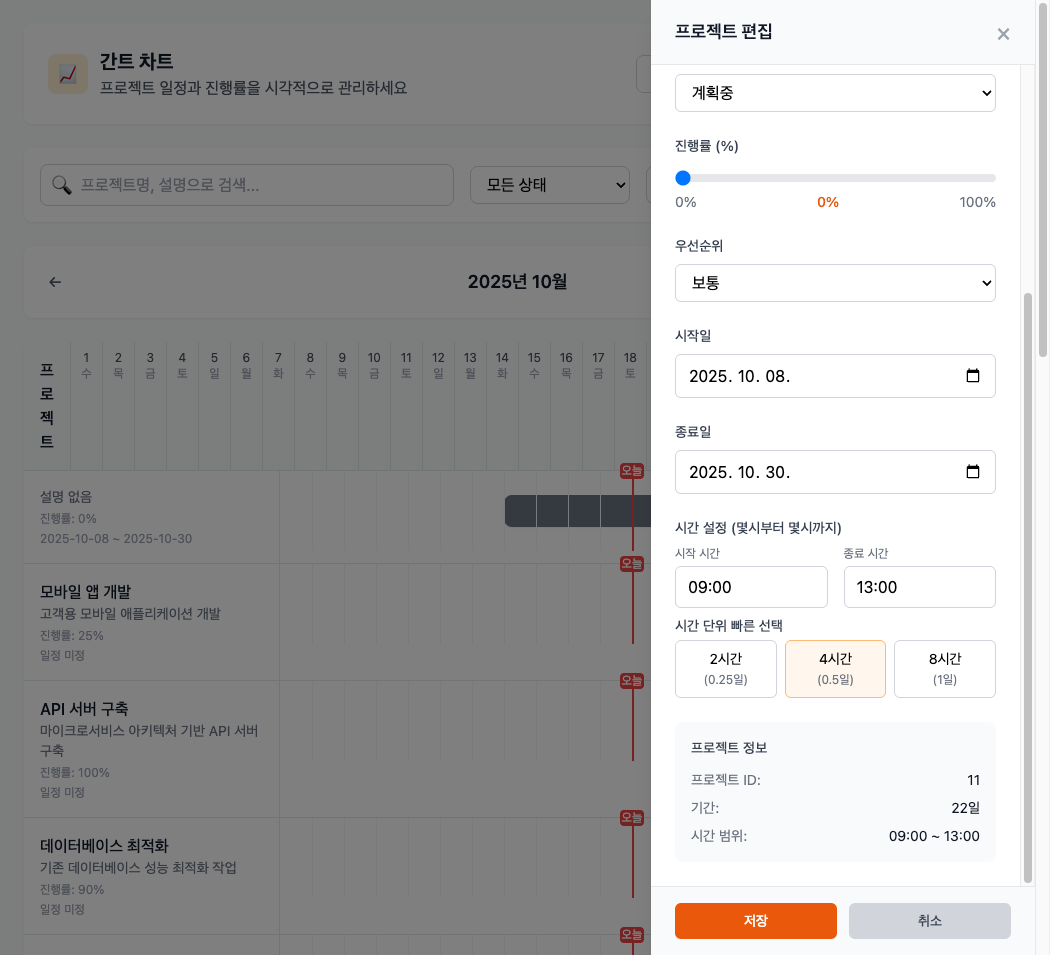 간트 차트
프로젝트 일정과 진행률을 시각적으로 관리하세요
프로젝트명, 설명으로 검색...
모든 상태
←
2025년 10월
프로젝트
1 2 3 4 5 6 7 8 9 10 11 12 13 14 15 16 17 18
수 목 금 토 일 월 화 수 목 금 토 일 월 화 수 목 금 토
오늘
설명 없음
진행률: 0%
2025-10-08 ~ 2025-10-30
오늘
모바일 앱 개발
고객용 모바일 애플리케이션 개발
진행률: 25%
일정 미정
오늘
API 서버 구축
마이크로서비스 아키텍처 기반 API 서버
구축
진행률: 100%
일정 미정
오늘
데이터베이스 최적화
기존 데이터베이스 성능 최적화 작업
진행률: 90%
일정 미정
오늘
프로젝트 편집
×
계획중
진행률 (%)
0% 0% 100%
우선순위
보통
시작일
2025. 10. 08.
종료일
2025. 10. 30.
시간 설정 (몇시부터 몇시까지)
시작 시간 종료 시간
09:00 13:00
시간 단위 빠른 선택
2시간 4시간 8시간
(0.25일) (0.5일) (1일)
프로젝트 정보
프로젝트 ID: 11
기간: 22일
시간 범위: 09:00 ~ 13:00
저장 취소